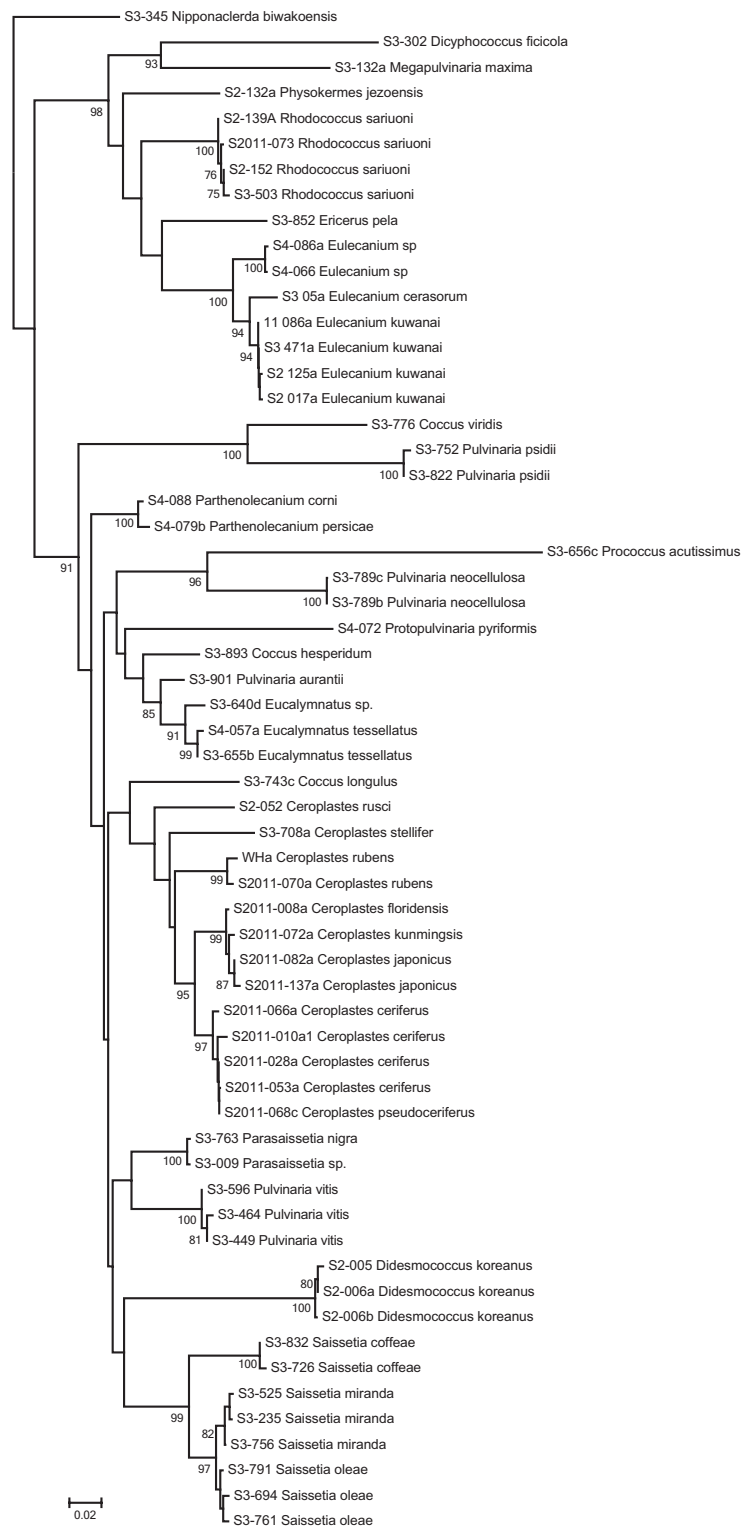 S3-345 Nipponaclerda biwakoensis
S3-302 Dicyphococcus ficicola
93
S3-132a Megapulvinaria maxima
98
S2-132a Physokermes jezoensis
S2-139A Rhodococcus sariuoni
100
S2011-073 Rhodococcus sariuoni
76
S2-152 Rhodococcus sariuoni
75
S3-503 Rhodococcus sariuoni
S3-852 Ericerus pela
S4-086a Eulecanium sp
100
S4-066 Eulecanium sp
100
S3 05a Eulecanium cerasorum
94
11 086a Eulecanium kuwanai
94
S3 471a Eulecanium kuwanai
S2 125a Eulecanium kuwanai
S2 017a Eulecanium kuwanai
S3-776 Coccus viridis
100
S3-752 Pulvinaria psidii
100
S3-822 Pulvinaria psidii
S4-088 Parthenolecanium corni
100
S4-079b Parthenolecanium persicae
91
S3-656c Prococcus acutissimus
96
S3-789c Pulvinaria neocellulosa
100
S3-789b Pulvinaria neocellulosa
S4-072 Protopulvinaria pyriformis
S3-893 Coccus hesperidum
S3-901 Pulvinaria aurantii
85
S3-640d Eucalymnatus sp.
91
S4-057a Eucalymnatus tessellatus
99
S3-655b Eucalymnatus tessellatus
S3-743c Coccus longulus
S2-052 Ceroplastes rusci
S3-708a Ceroplastes stellifer
WHa Ceroplastes rubens
99
S2011-070a Ceroplastes rubens
S2011-008a Ceroplastes floridensis
99
S2011-072a Ceroplastes kunmingsis
S2011-082a Ceroplastes japonicus
87
S2011-137a Ceroplastes japonicus
95
S2011-066a Ceroplastes ceriferus
S2011-010a1 Ceroplastes ceriferus
97
S2011-028a Ceroplastes ceriferus
S2011-053a Ceroplastes ceriferus
S2011-068c Ceroplastes pseudoceriferus
S3-763 Parasaissetia nigra
100
S3-009 Parasaissetia sp.
S3-596 Pulvinaria vitis
100
S3-464 Pulvinaria vitis
81
S3-449 Pulvinaria vitis
S2-005 Didesmococcus koreanus
80
S2-006a Didesmococcus koreanus
100
S2-006b Didesmococcus koreanus
S3-832 Saissetia coffeae
100
S3-726 Saissetia coffeae
S3-525 Saissetia miranda
99
S3-235 Saissetia miranda
82
S3-756 Saissetia miranda
97
S3-791 Saissetia oleae
S3-694 Saissetia oleae
S3-761 Saissetia oleae
0.02